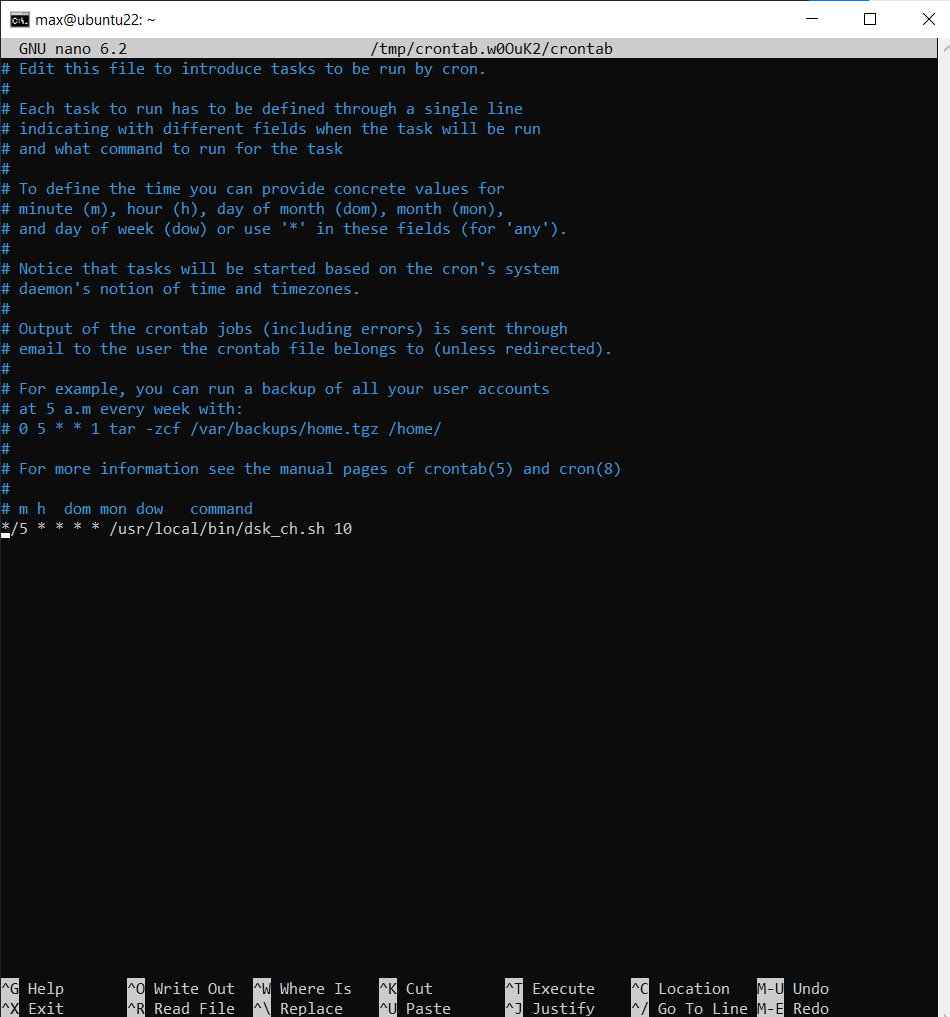 max@ubuntu22: ~
GNU nano 6.2 /tmp/crontab.w0OuK2/crontab
# Edit this file to introduce tasks to be run by cron.
#
# Each task to run has to be defined through a single line
# indicating with different fields when the task will be run
# and what command to run for the task
#
# To define the time you can provide concrete values for
# minute (m), hour (h), day of month (dom), month (mon),
# and day of week (dow) or use '*' in these fields (for 'any').
#
# Notice that tasks will be started based on the cron's system
# daemon's notion of time and timezones.
#
# Output of the crontab jobs (including errors) is sent through
# email to the user the crontab file belongs to (unless redirected).
#
# For example, you can run a backup of all your user accounts
# at 5 a.m every week with:
# 0 5 * * 1 tar -zcf /var/backups/home.tgz /home/
#
# For more information see the manual pages of crontab(5) and cron(8)
#
# m h  dom mon dow   command
*/5 * * * * /usr/local/bin/dsk_ch.sh 10
^G Help ^O Write Out ^W Where Is ^K Cut ^T Execute ^C Location M-U Undo
^X Exit ^R Read File ^\ Replace ^U Paste ^J Justify ^/ Go To Line M-E Redo